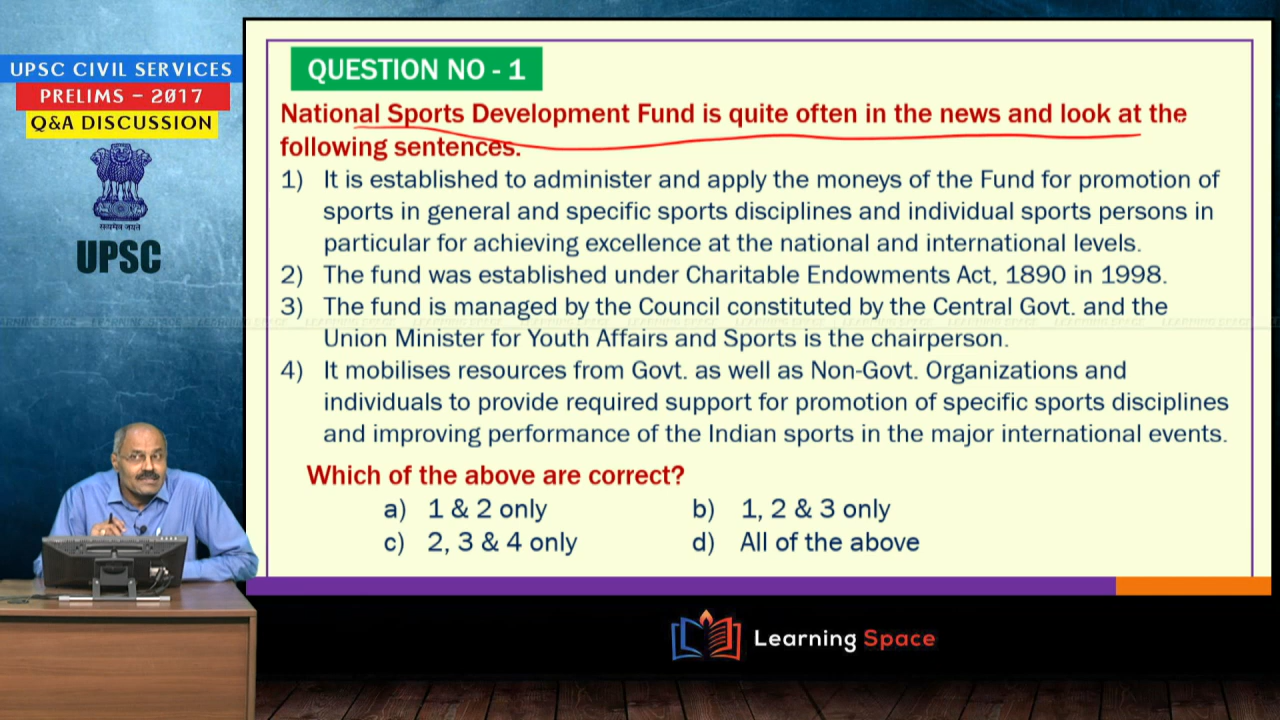 UPSC CIVIL SERVICES
PRELIMS – 2017
Q&A DISCUSSION
सत्यमेव जयते
UPSC
QUESTION NO - 1
National Sports Development Fund is quite often in the news and look at the
following sentences.
1) It is established to administer and apply the moneys of the Fund for promotion of
sports in general and specific sports disciplines and individual sports persons in
particular for achieving excellence at the national and international levels.
2) The fund was established under Charitable Endowments Act, 1890 in 1998.
3) The fund is managed by the Council constituted by the Central Govt. and the
Union Minister for Youth Affairs and Sports is the chairperson.
4) It mobilises resources from Govt. as well as Non-Govt. Organizations and
individuals to provide required support for promotion of specific sports disciplines
and improving performance of the Indian sports in the major international events.
Which of the above are correct?
a) 1 & 2 only b) 1, 2 & 3 only
c) 2, 3 & 4 only d) All of the above
Learning Space